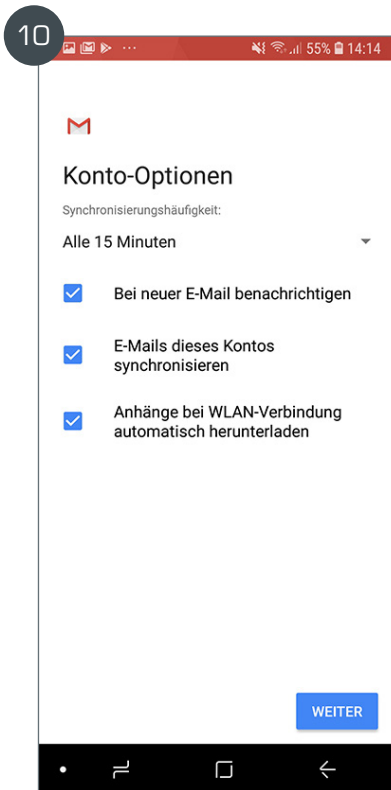 10
55% 14:14
Konto-Optionen
Synchronisierungshäufigkeit:
Alle 15 Minuten
Bei neuer E-Mail benachrichtigen
E-Mails dieses Kontos
synchronisieren
Anhänge bei WLAN-Verbindung
automatisch herunterladen
WEITER